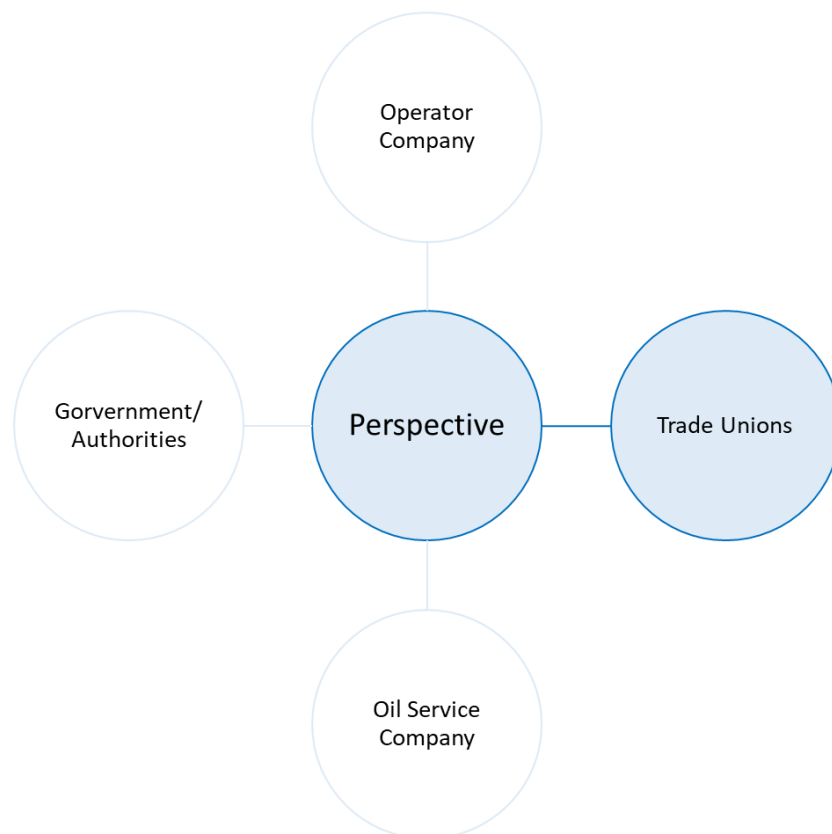 Operator
Company
Gorvernment/
Authorities
Perspective
Trade Unions
Oil Service
Company